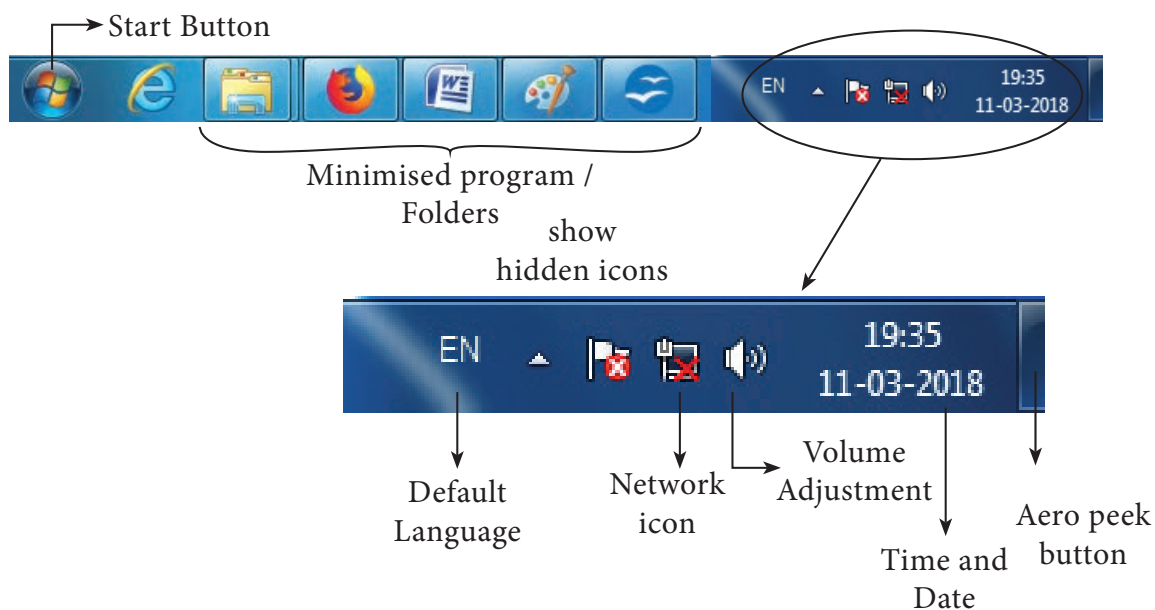 Start Button
EN
19:35
11-03-2018
Minimised program /
Folders
show
hidden icons
EN
19:35
11-03-2018
Default
Language
Network
icon
Volume
Adjustment
Time and
Date
Aero peek
button